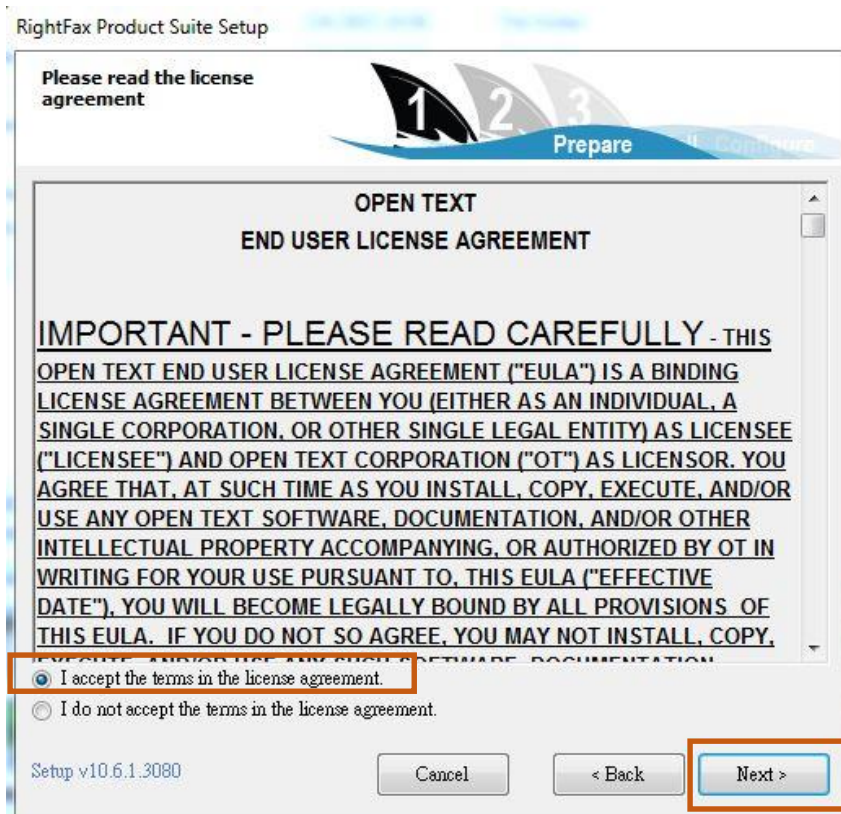 RightFax Product Suite Setup
Please read the license
agreement
1 2 3
Prepare
OPEN TEXT
END USER LICENSE AGREEMENT
IMPORTANT - PLEASE READ CAREFULLY - THIS
OPEN TEXT END USER LICENSE AGREEMENT ("EULA") IS A BINDING
LICENSE AGREEMENT BETWEEN YOU (EITHER AS AN INDIVIDUAL, A
SINGLE CORPORATION, OR OTHER SINGLE LEGAL ENTITY) AS LICENSEE
("LICENSEE") AND OPEN TEXT CORPORATION ("OT") AS LICENSOR. YOU
AGREE THAT, AT SUCH TIME AS YOU INSTALL, COPY, EXECUTE, AND/OR
USE ANY OPEN TEXT SOFTWARE, DOCUMENTATION, AND/OR OTHER
INTELLECTUAL PROPERTY ACCOMPANYING, OR AUTHORIZED BY OT IN
WRITING FOR YOUR USE PURSUANT TO, THIS EULA ("EFFECTIVE
DATE"), YOU WILL BECOME LEGALLY BOUND BY ALL PROVISIONS OF
THIS EULA. IF YOU DO NOT SO AGREE, YOU MAY NOT INSTALL, COPY,
I accept the terms in the license agreement.
I do not accept the terms in the license agreement.
Setup v10.6.1.3080
Cancel
< Back
Next >